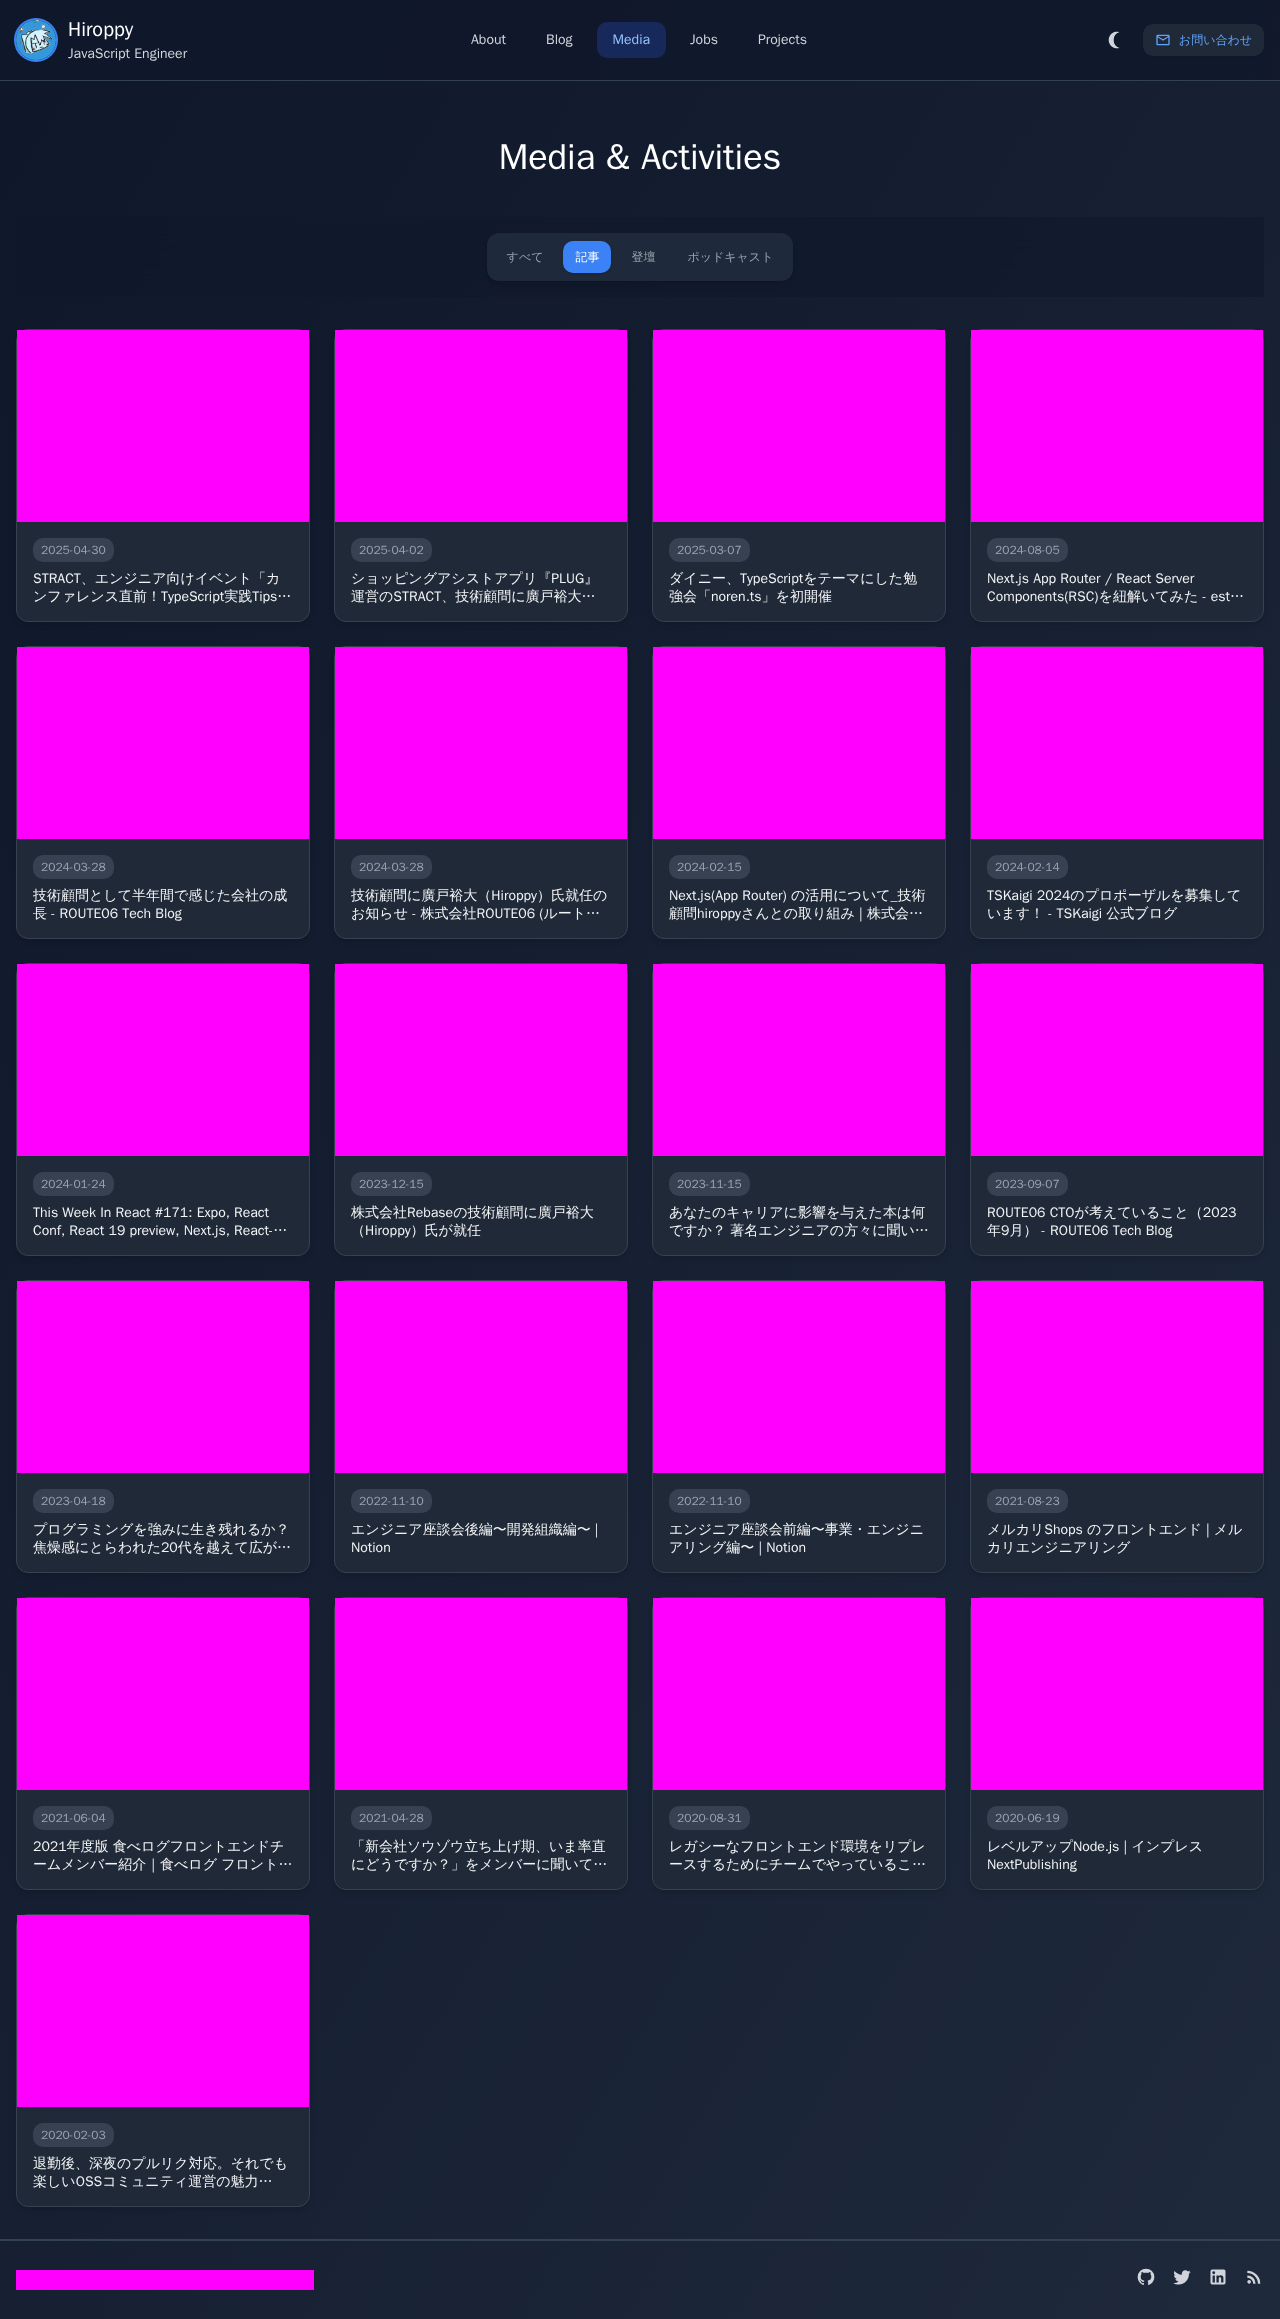 Hiroppy
JavaScript Engineer
About
Blog
Media
Jobs
Projects
お問い合わせ
Media & Activities
すべて
記事
登壇
ポッドキャスト
2025-04-30
STRACT、エンジニア向けイベント「カ
ンファレンス直前！TypeScript実践Tips…
2025-04-02
ショッピングアシストアプリ『PLUG』
運営のSTRACT、技術顧問に廣戸裕大…
2025-03-07
ダイニー、TypeScriptをテーマにした勉
強会「noren.ts」を初開催
2024-08-05
Next.js App Router / React Server
Components(RSC)を紐解いてみた - est…
2024-03-28
技術顧問として半年間で感じた会社の成
長 - ROUTE06 Tech Blog
2024-03-28
技術顧問に廣戸裕大（Hiroppy）氏就任の
お知らせ - 株式会社ROUTE06 (ルート…
2024-02-15
Next.js(App Router) の活用について_技術
顧問hiroppyさんとの取り組み | 株式会…
2024-02-14
TSKaigi 2024のプロポーザルを募集して
います！ - TSKaigi 公式ブログ
2024-01-24
This Week In React #171: Expo, React
Conf, React 19 preview, Next.js, React-…
2023-12-15
株式会社Rebaseの技術顧問に廣戸裕大
（Hiroppy）氏が就任
2023-11-15
あなたのキャリアに影響を与えた本は何
ですか？ 著名エンジニアの方々に聞い…
2023-09-07
ROUTE06 CTOが考えていること（2023
年9月） - ROUTE06 Tech Blog
2023-04-18
プログラミングを強みに生き残れるか？
焦燥感にとらわれた20代を越えて広が…
2022-11-10
エンジニア座談会後編〜開発組織編〜 |
Notion
2022-11-10
エンジニア座談会前編〜事業・エンジニ
アリング編〜 | Notion
2021-08-23
メルカリShops のフロントエンド | メル
カリエンジニアリング
2021-06-04
2021年度版 食べログフロントエンドチ
ームメンバー紹介｜食べログ フロント…
2021-04-28
「新会社ソウゾウ立ち上げ期、いま率直
にどうですか？」をメンバーに聞いて…
2020-08-31
レガシーなフロントエンド環境をリプレ
ースするためにチームでやっているこ…
2020-06-19
レベルアップNode.js | インプレス
NextPublishing
2020-02-03
退勤後、深夜のプルリク対応。それでも
楽しいOSSコミュニティ運営の魅力…